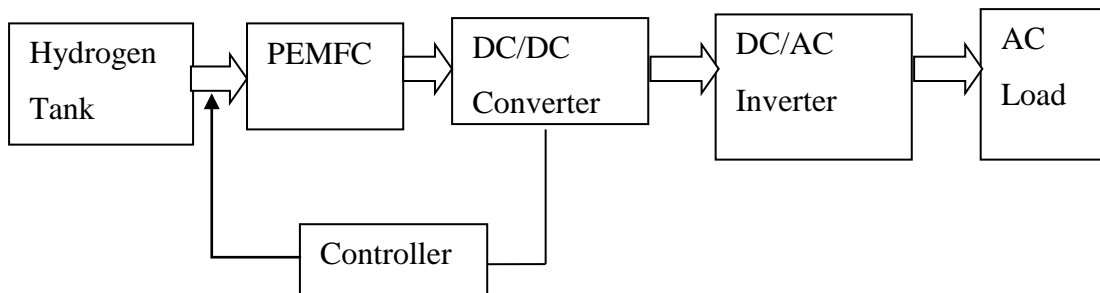 Hydrogen
Tank
PEMFC
DC/DC
Converter
DC/AC
Inverter
AC
Load
Controller